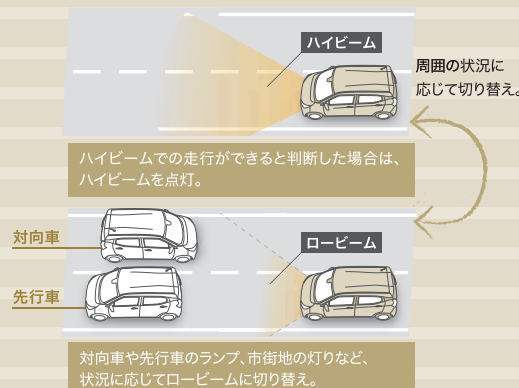 ハイビーム
周囲の状況に
応じて切り替え。
ハイビームでの走行ができると判断した場合は、
ハイビームを点灯。
対向車
ロービーム
先行車
対向車や先行車のランプ、市街地の灯りなど、
状況に応じてロービームに切り替え。